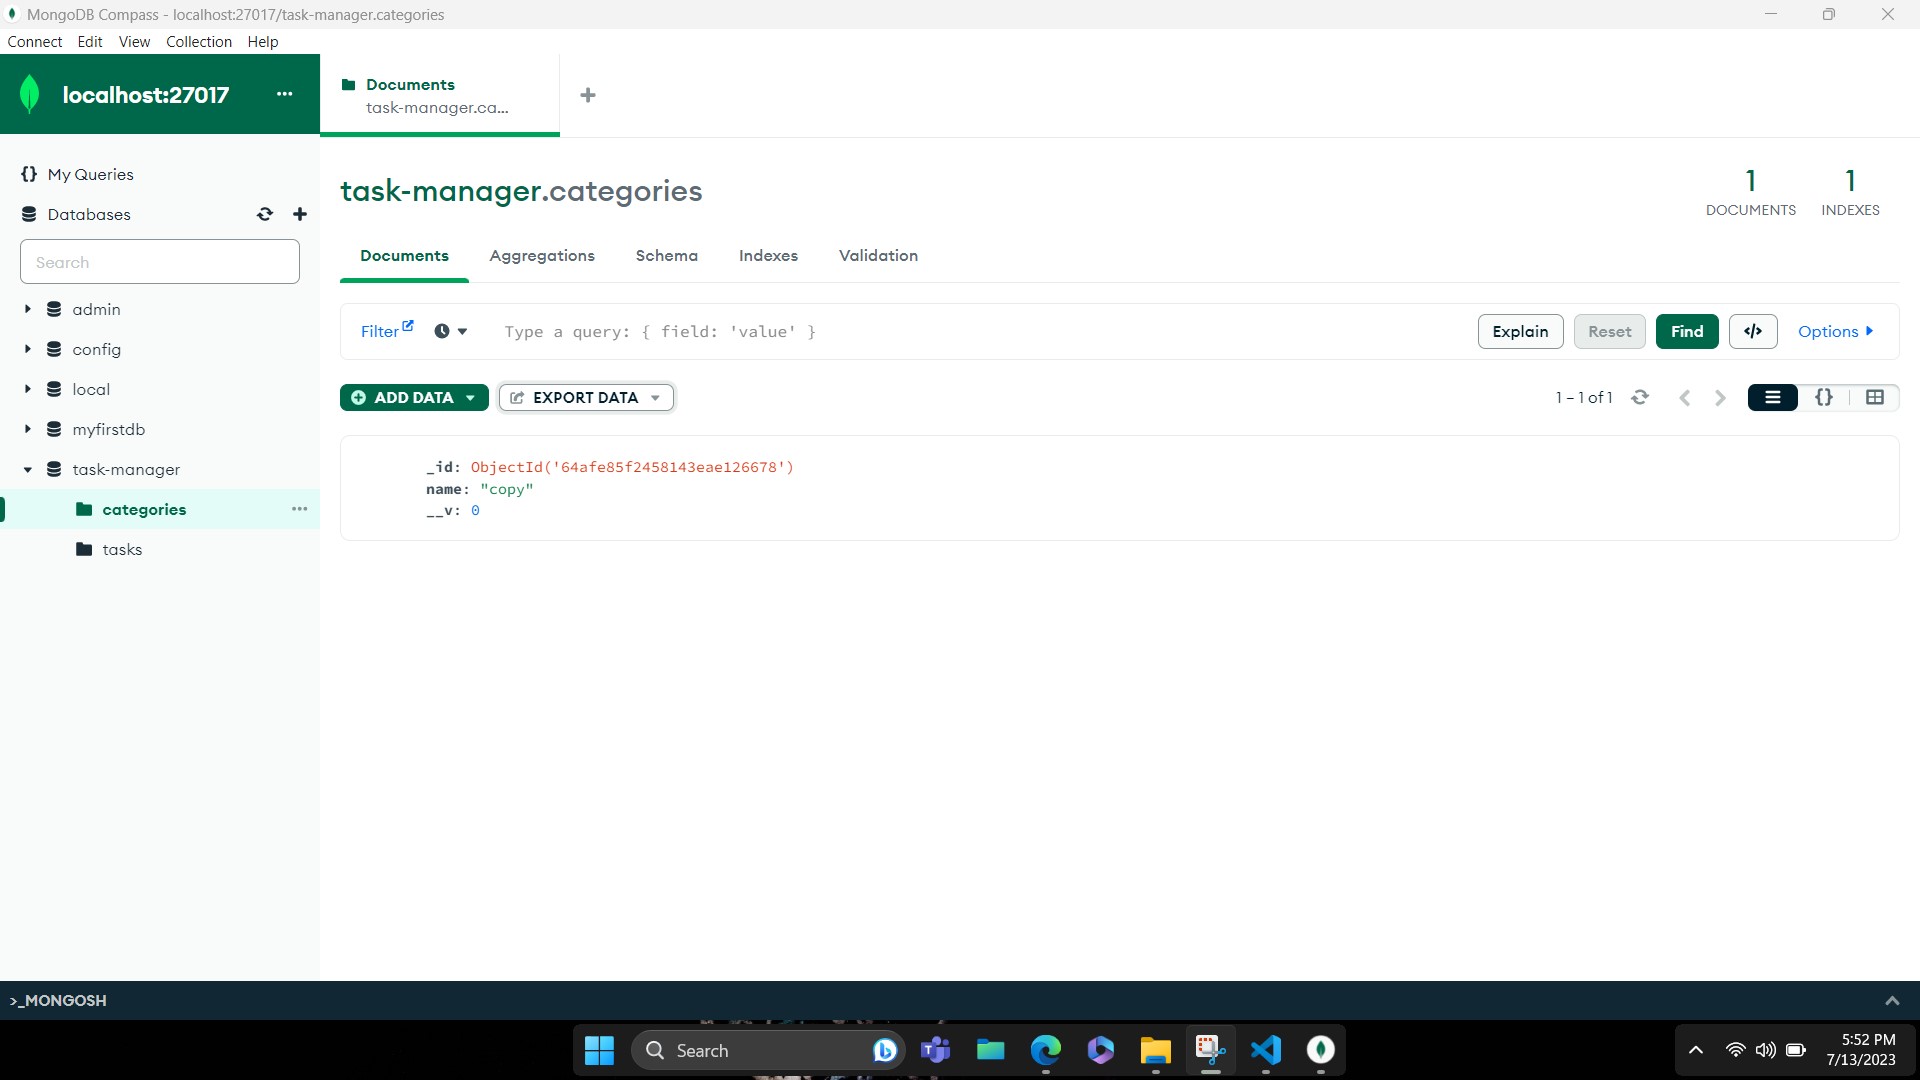 MongoDB Compass - localhost:27017/task-manager.categories
Connect Edit View Collection Help
localhost:27017
Documents
task-manager.ca...
My Queries
Databases
Search
admin
config
local
myfirstdb
task-manager
categories
tasks
task-manager.categories
1
DOCUMENTS
1
INDEXES
Documents Aggregations Schema Indexes Validation
Filter Type a query: { field: 'value' } Explain Reset Find </> Options
ADD DATA EXPORT DATA 1 – 1 of 1 {}
_id: ObjectId('64afe85f2458143eae126678')
name: "copy"
__v: 0
>_MONGOSH
Search
5:52 PM
7/13/2023